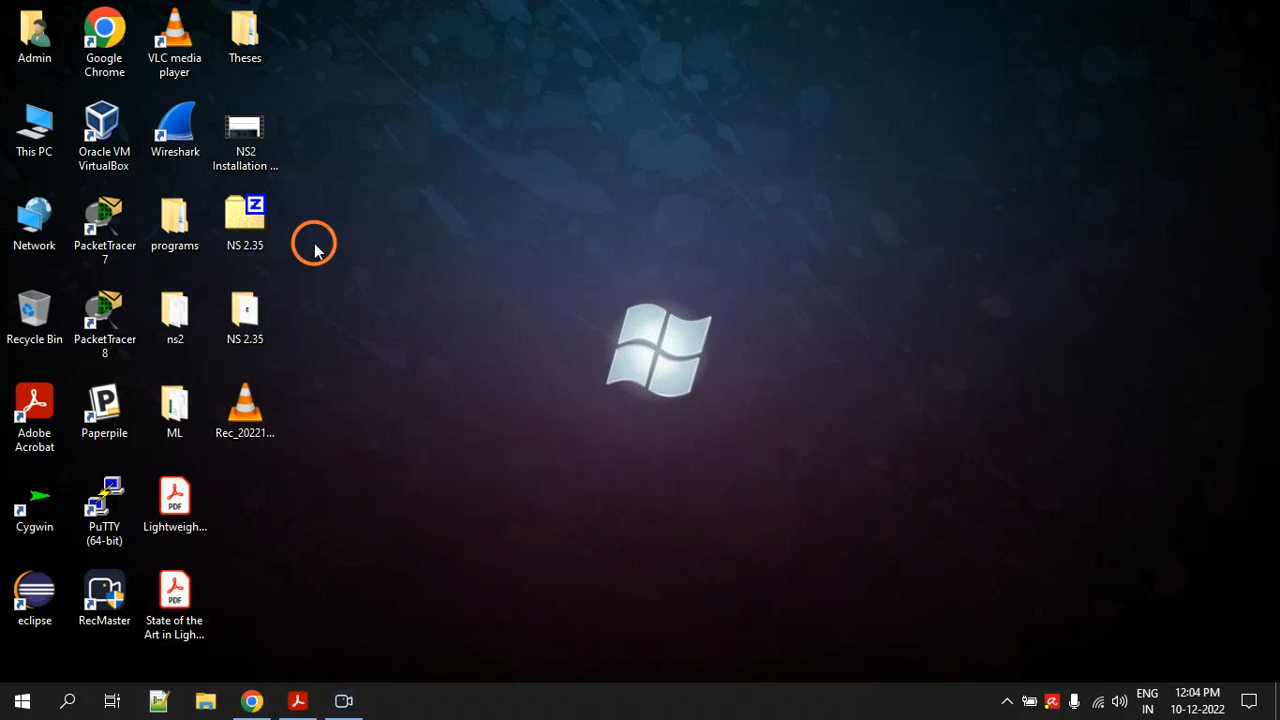 Admin
Google
Chrome
VLC media
player
Theses
This PC
Oracle VM
VirtualBox
Wireshark
NS2
Installation ...
Network
PacketTracer
7
programs
NS 2.35
Recycle Bin
PacketTracer
8
ns2
NS 2.35
Adobe
Acrobat
Paperpile
ML
Rec_20221...
Cygwin
PuTTY
(64-bit)
PDF
Lightweigh...
eclipse
RecMaster
PDF
State of the
Art in Ligh...
ENG
IN
12:04 PM
10-12-2022